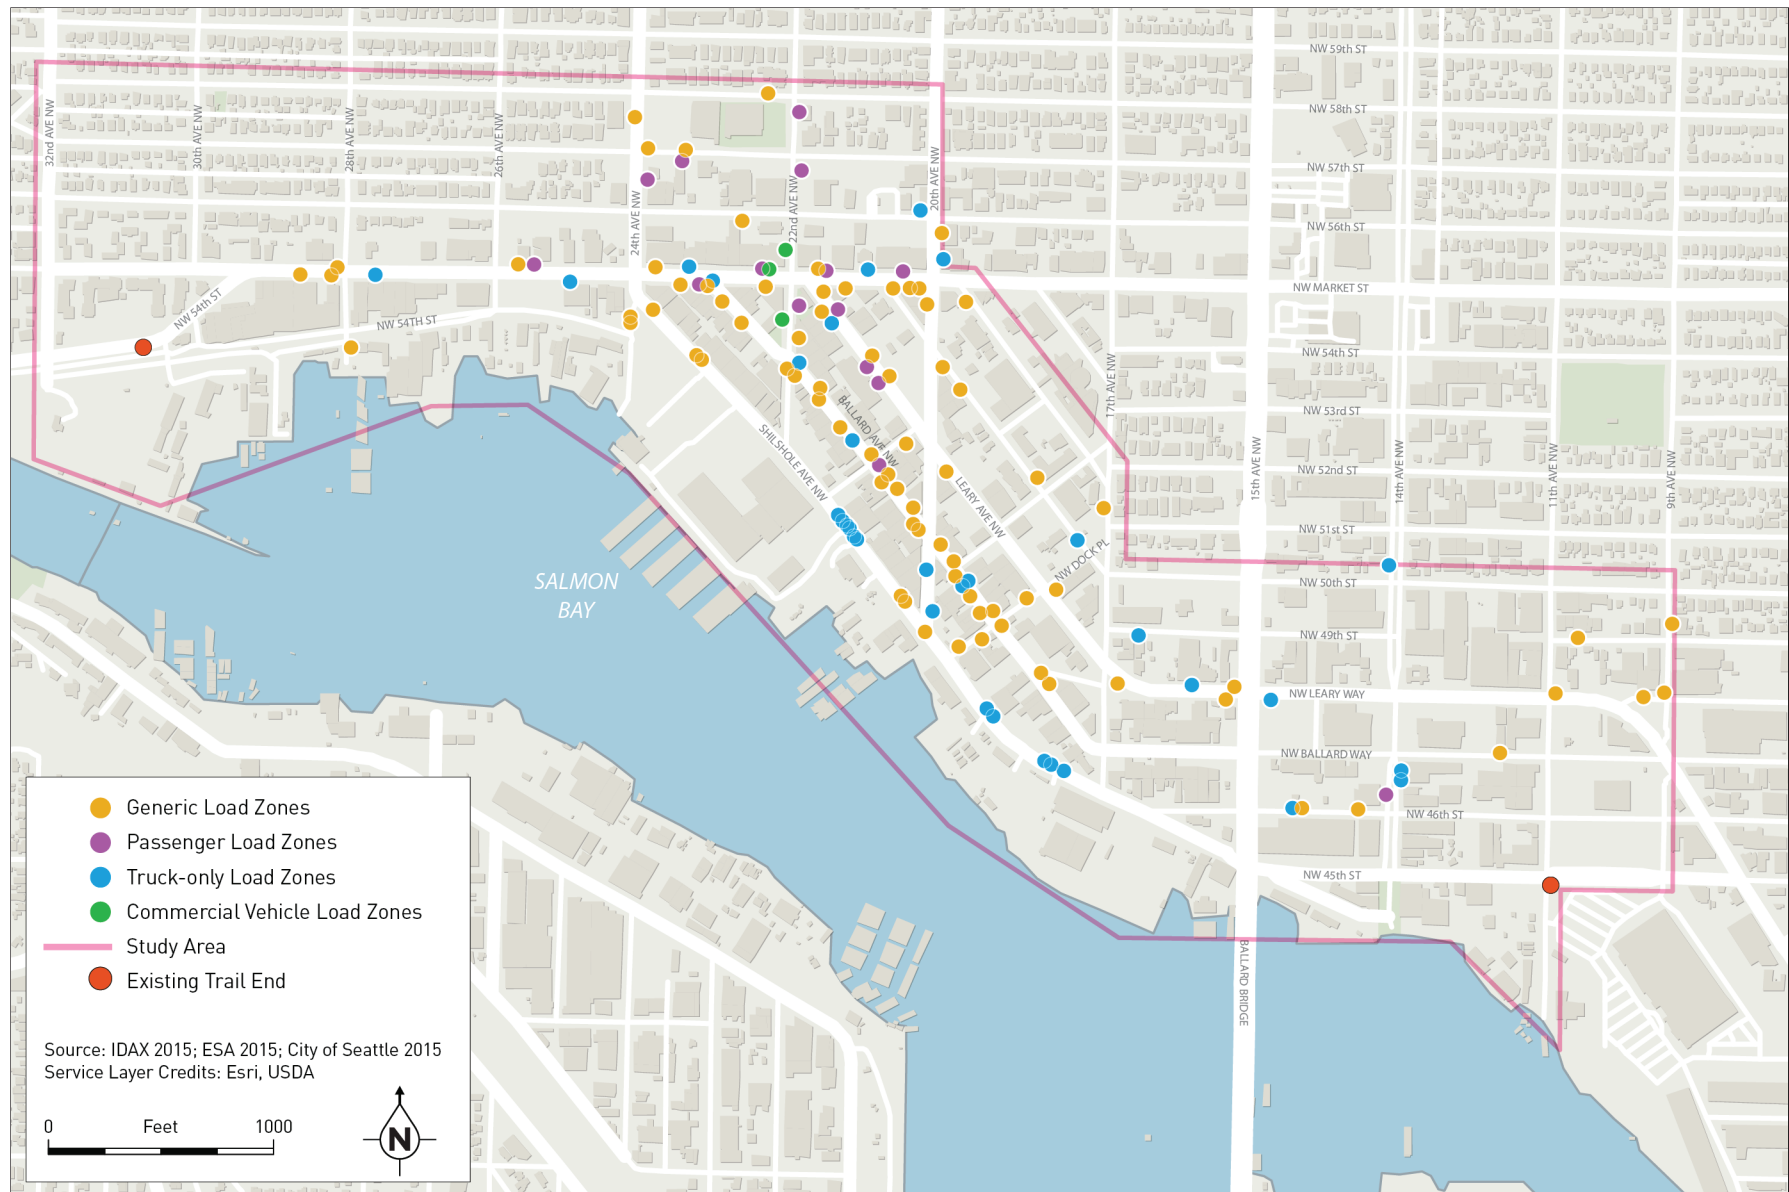 NW 59th ST
NW 58th ST
NW 57th ST
NW 56th ST
NW MARKET ST
NW 54th ST
NW 53rd ST
NW 52nd ST
NW 51st ST
NW 50th ST
NW 49th ST
NW LEARY WAY
NW BALLARD WAY
NW 46th ST
NW 45th ST
32nd AVE NW
30th AVE NW
28th AVE NW
26th AVE NW
24th AVE NW
22nd AVE NW
20th AVE NW
17th AVE NW
15th AVE NW
14th AVE NW
11th AVE NW
9th AVE NW
NW 54th ST
NW 54TH ST
BALLARD AVE NW
SHILSHOLE AVE NW
LEARY AVE NW
NW DOCK PL
BALLARD BRIDGE
SALMON
BAY
Generic Load Zones
Passenger Load Zones
Truck-only Load Zones
Commercial Vehicle Load Zones
Study Area
Existing Trail End
Source: IDAX 2015; ESA 2015; City of Seattle 2015
Service Layer Credits: Esri, USDA
0 Feet 1000
N